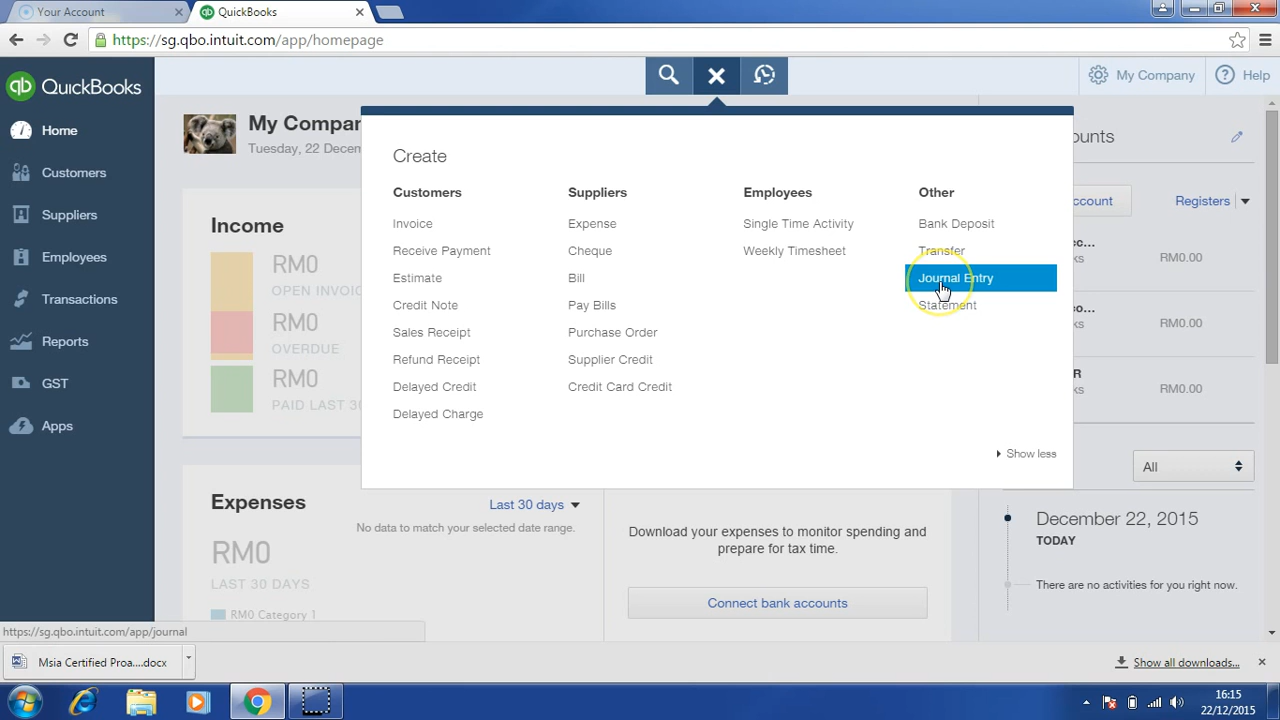 Your Account
QuickBooks
https://sg.qbo.intuit.com/app/homepage
qb QuickBooks
My Company
Help
Home
Customers
Suppliers
Employees
Transactions
Reports
GST
Apps
My Compan
Tuesday, 22 Decem
Income
RM0
OPEN INVOIC
RM0
OVERDUE
RM0
PAID LAST 30
Create
Customers
Invoice
Receive Payment
Estimate
Credit Note
Sales Receipt
Refund Receipt
Delayed Credit
Delayed Charge
Suppliers
Expense
Cheque
Bill
Pay Bills
Purchase Order
Supplier Credit
Credit Card Credit
Employees
Single Time Activity
Weekly Timesheet
Other
Bank Deposit
Transfer
Journal Entry
Statement
Show less
ounts
ccount
Registers
co...
ks
RM0.00
co...
ks
RM0.00
R
ks
RM0.00
All
Expenses
Last 30 days
No data to match your selected date range.
RM0
LAST 30 DAYS
RM0 Category 1
Download your expenses to monitor spending and
prepare for tax time.
Connect bank accounts
December 22, 2015
TODAY
There are no activities for you right now.
https://sg.qbo.intuit.com/app/journal
Msia Certified Proa....docx
Show all downloads...
16:15
22/12/2015